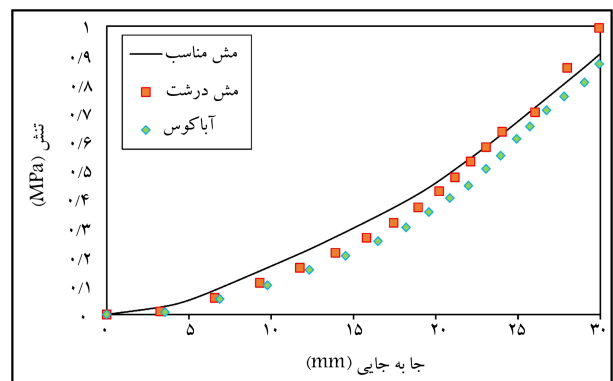 ۱
۰/۹
۰/۸
۰/۷
۰/۶
۰/۵
۰/۴
۰/۳
۰/۲
۰/۱
۰
تنش (MPa)
مش مناسب
مش درشت
آباکوس
۰ ۵ ۱۰ ۱۵ ۲۰ ۲۵ ۳۰
جا به جایی (mm)